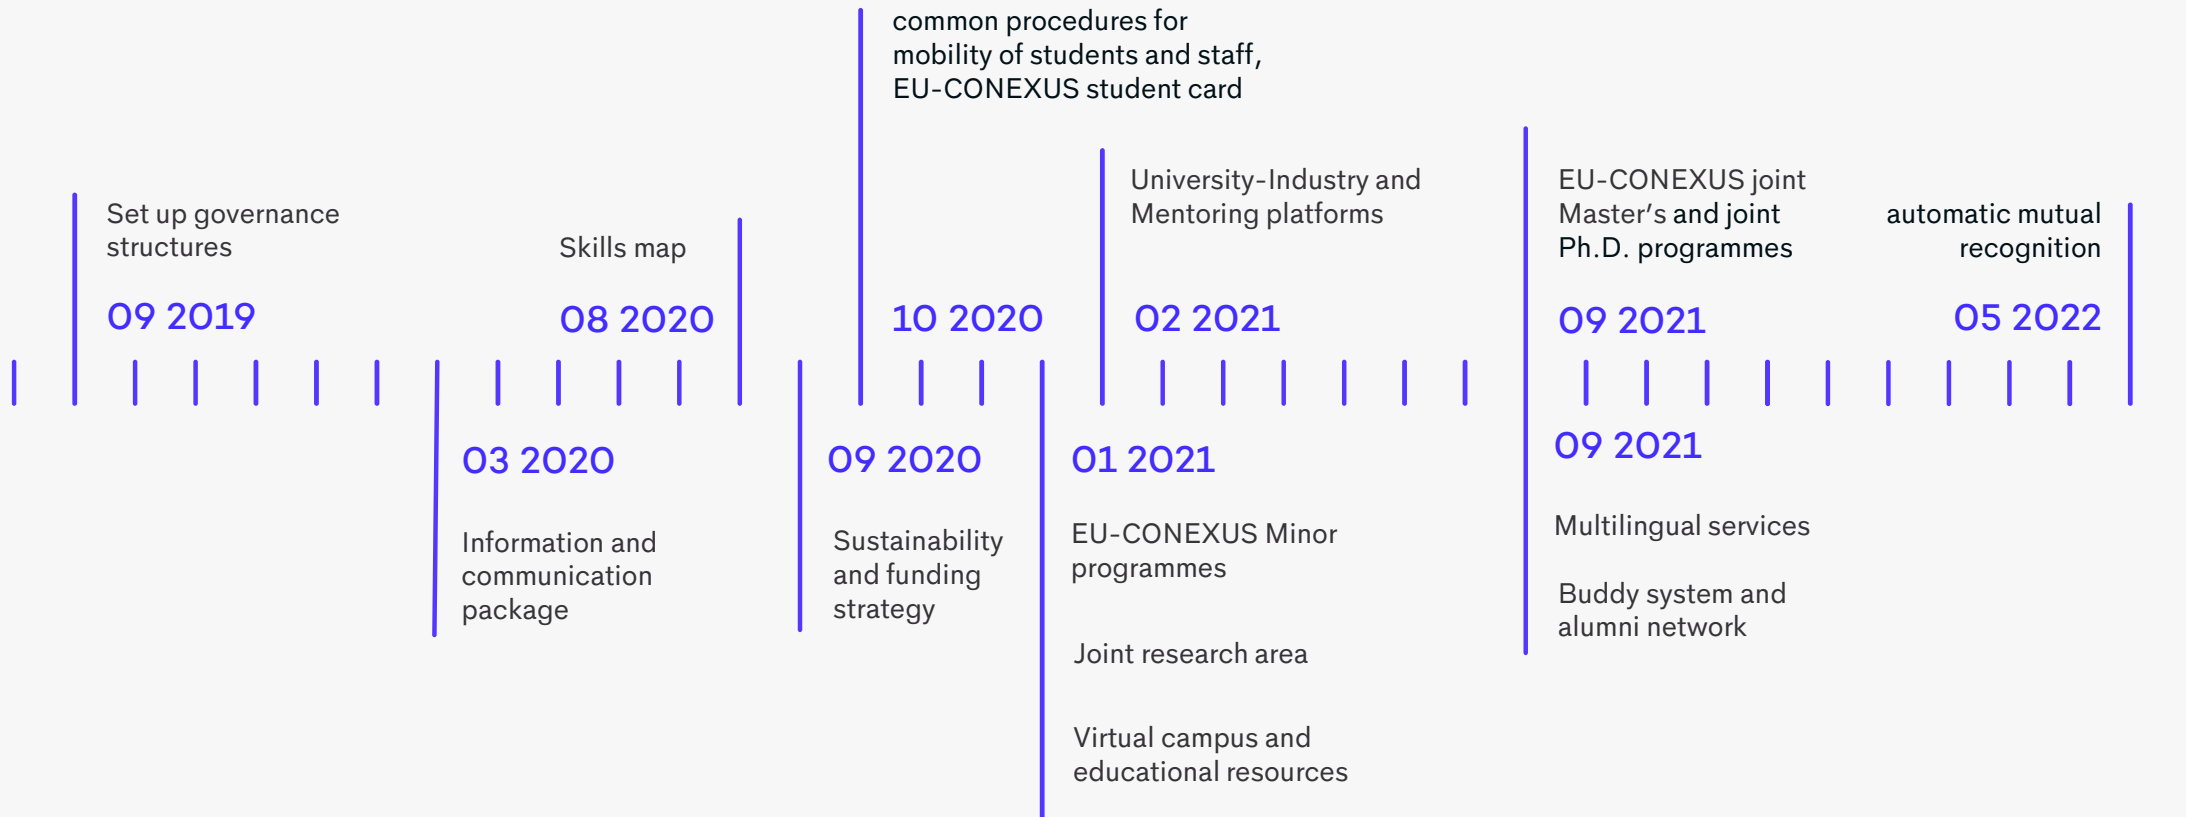 common procedures for
mobility of students and staff,
EU-CONEXUS student card
Set up governance
structures
09 2019
Skills map
08 2020
10 2020
University-Industry and
Mentoring platforms
02 2021
EU-CONEXUS joint
Master's and joint
Ph.D. programmes
09 2021
automatic mutual
recognition
05 2022
03 2020
Information and
communication
package
09 2020
Sustainability
and funding
strategy
01 2021
EU-CONEXUS Minor
programmes
Joint research area
Virtual campus and
educational resources
09 2021
Multilingual services
Buddy system and
alumni network